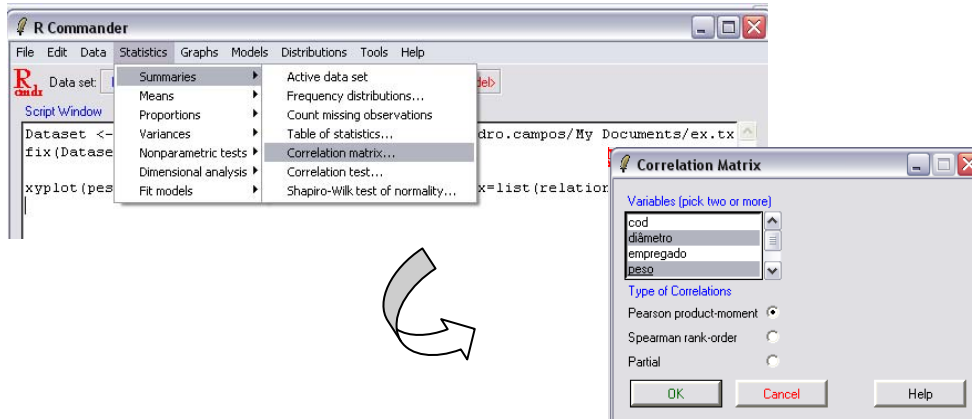 R Commander
File Edit Data Statistics Graphs Models Distributions Tools Help
R
cmdr
Data set:
Summaries
Means
Proportions
Variances
Nonparametric tests
Dimensional analysis
Fit models
Active data set
Frequency distributions...
Count missing observations
Table of statistics...
Correlation matrix...
Correlation test...
Shapiro-Wilk test of normality...
Script Window
Dataset <- dro.campos/My Documents/ex.tx
fix(Datase
xyplot(pes x=list(relation
Correlation Matrix
Variables (pick two or more)
cod
diâmetro
empregado
peso
Type of Correlations
Pearson product-moment
Spearman rank-order
Partial
OK Cancel Help